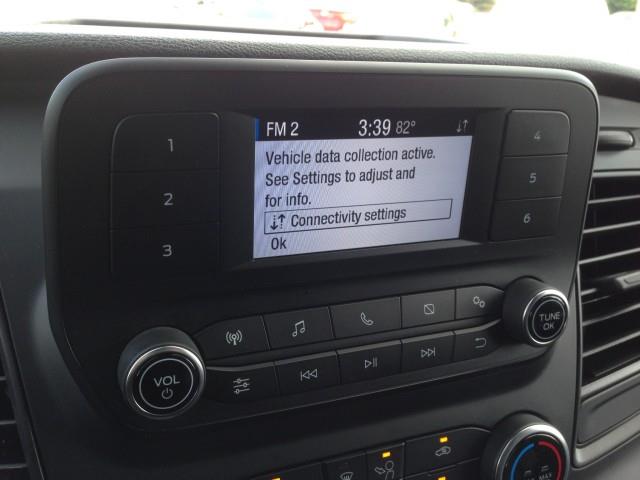 FM 2 3:39 82°
Vehicle data collection active.
See Settings to adjust and
for info.
Connectivity settings
Ok
1
2
3
4
5
6
VOL
TUNE
OK
MAX